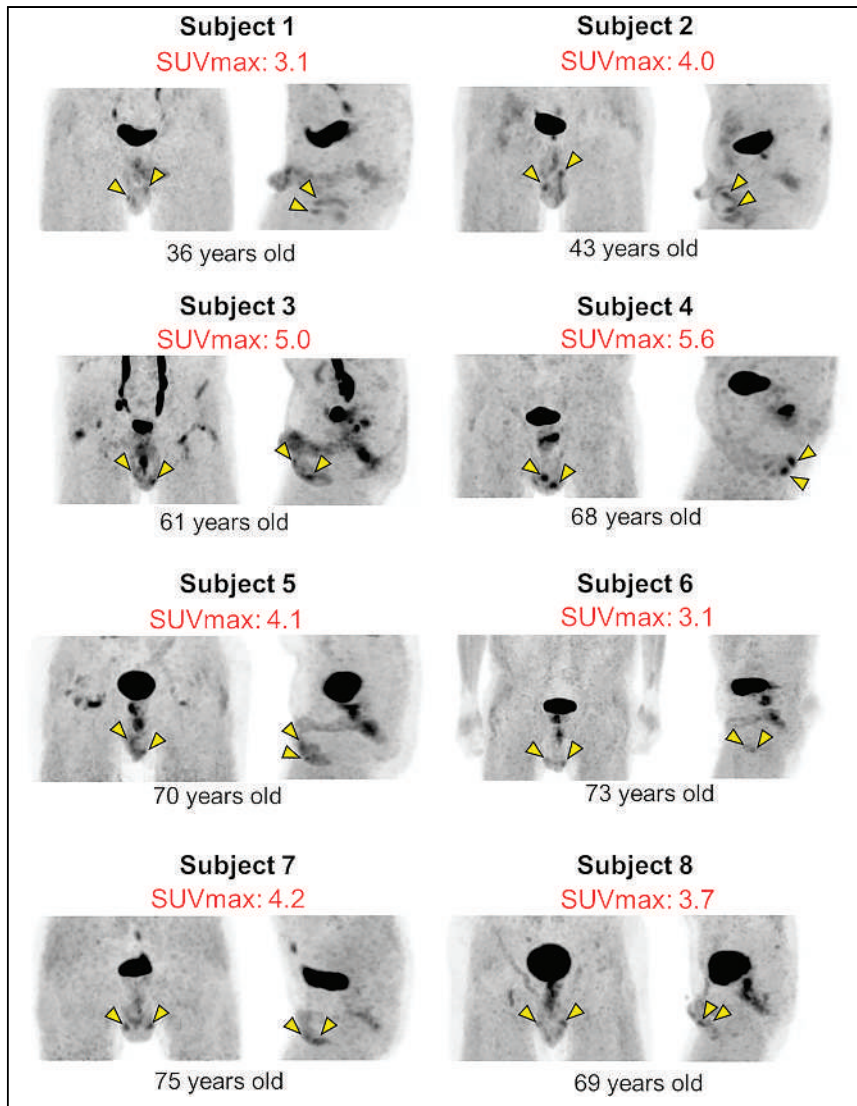 Subject 1
SUVmax: 3.1
36 years old
Subject 2
SUVmax: 4.0
43 years old
Subject 3
SUVmax: 5.0
61 years old
Subject 4
SUVmax: 5.6
68 years old
Subject 5
SUVmax: 4.1
70 years old
Subject 6
SUVmax: 3.1
73 years old
Subject 7
SUVmax: 4.2
75 years old
Subject 8
SUVmax: 3.7
69 years old